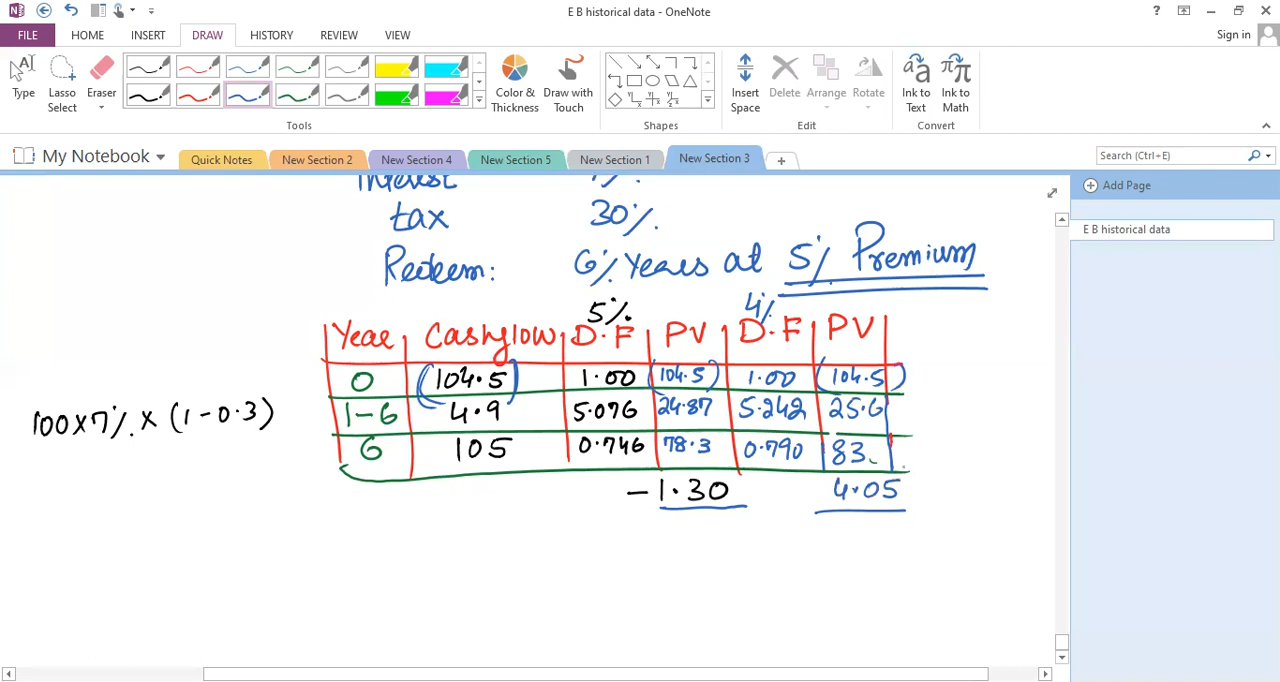 E B historical data - OneNote
? 
Sign in
FILE HOME INSERT DRAW HISTORY REVIEW VIEW
Type
Lasso Select
Eraser
Color & Thickness
Draw with Touch
Insert Space
Delete
Arrange
Rotate
Ink to Text
Ink to Math
Tools
Shapes
Edit
Convert
My Notebook
Quick Notes
New Section 2
New Section 4
New Section 5
New Section 1
New Section 3
Search (Ctrl+E)
Add Page
E B historical data
Interest 7%.
tax 30%.
Redeem: 6% Years at 5% Premium
5%. 4%
Year Cashflow D.F PV D.F PV
0 (104.5) 1.00 (104.5) 1.00 (104.5)
1-6 4.9 5.076 24.87 5.242 25.6
100x7% x (1-0.3)
6 105 0.746 78.3 0.790 83.
-1.30 4.05